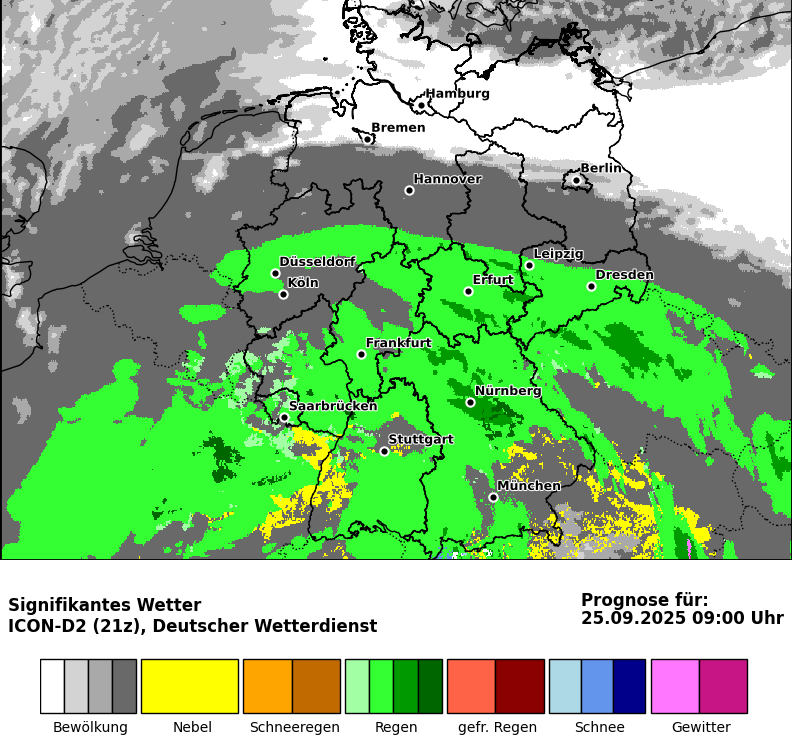 Hamburg
Bremen
Berlin
Hannover
Leipzig
Düsseldorf
Dresden
Köln
Erfurt
Frankfurt
Nürnberg
Saarbrücken
Stuttgart
München
Signifikantes Wetter
ICON-D2 (21z), Deutscher Wetterdienst
Prognose für:
25.09.2025 09:00 Uhr
Bewölkung Nebel Schneeregen Regen gefr. Regen Schnee Gewitter